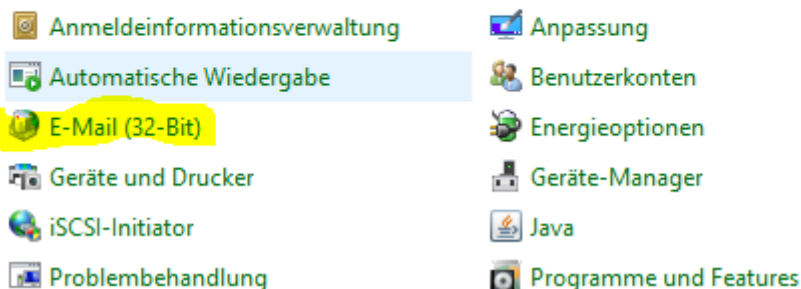 Anmeldeinformationsverwaltung
Anpassung
Automatische Wiedergabe
Benutzerkonten
E-Mail (32-Bit)
Energieoptionen
Geräte und Drucker
Geräte-Manager
iSCSI-Initiator
Java
Problembehandlung
Programme und Features